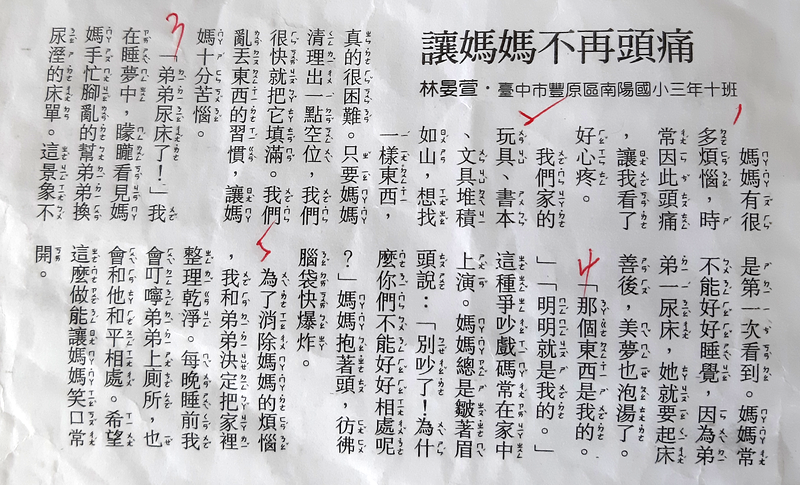 讓媽媽不再頭痛
林晏萱・臺中市豐原區南陽國小三年十班
1
媽媽有很
多煩惱，時
常因此頭痛
，讓我看了
好心疼。
我們家的
玩具、書本
、文具堆積
如山，想找
一樣東西，
真的很困難。只要媽媽
清理出一點空位，我們
很快就把它填滿。我們
亂丟東西的習慣，讓媽
媽十分苦惱。
3
「弟弟尿床了！」我
在睡夢中，矇矓看見媽
媽手忙腳亂的幫弟弟換
尿溼的床單。這景象不
是第一次看到。媽媽常
不能好好睡覺，因為弟
弟一尿床，她就要起床
善後，美夢也泡湯了。
4
「那個東西是我的。
」「明明就是我的。」
這種爭吵戲碼常在家中
上演。媽媽總是皺著眉
頭說：「別吵了！為什
麼你們不能好好相處呢
？」媽媽抱著頭，彷彿
腦袋快爆炸。
5
為了消除媽媽的煩惱
，我和弟弟決定把家裡
整理乾淨。每晚睡前我
會叮嚀弟弟上廁所，也
會和他和平相處。希望
這麼做能讓媽媽笑口常
開。